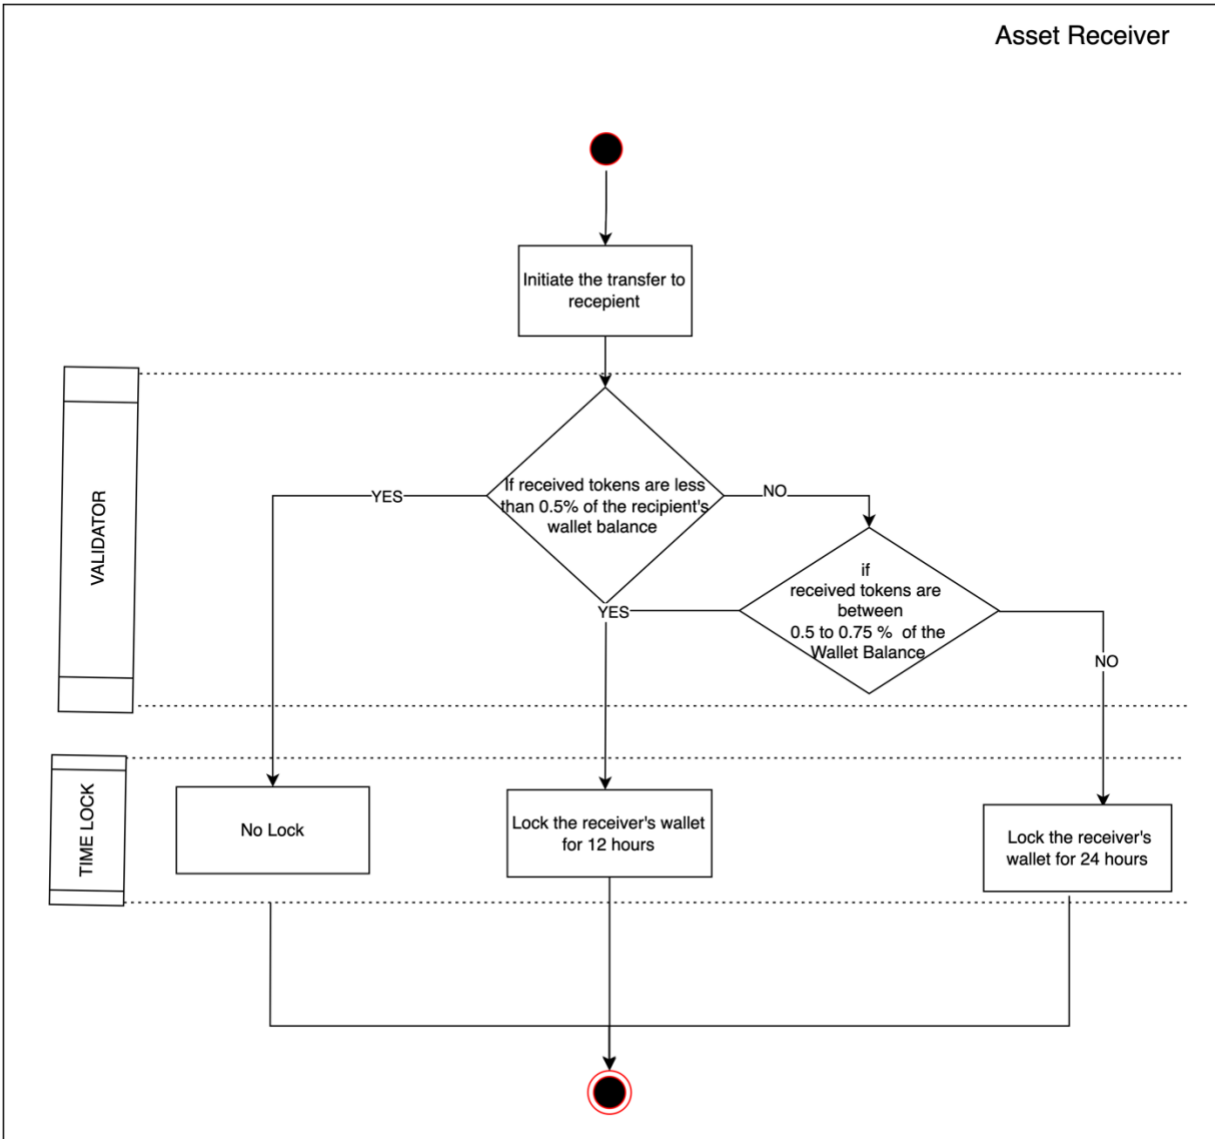 Asset Receiver
Initiate the transfer to
recepient
If received tokens are less
than 0.5% of the recipient's
wallet balance
YES
NO
if
received tokens are
between
0.5 to 0.75 %  of the
Wallet Balance
YES
NO
VALIDATOR
TIME LOCK
No Lock
Lock the receiver's wallet
for 12 hours
Lock the receiver's
wallet for 24 hours